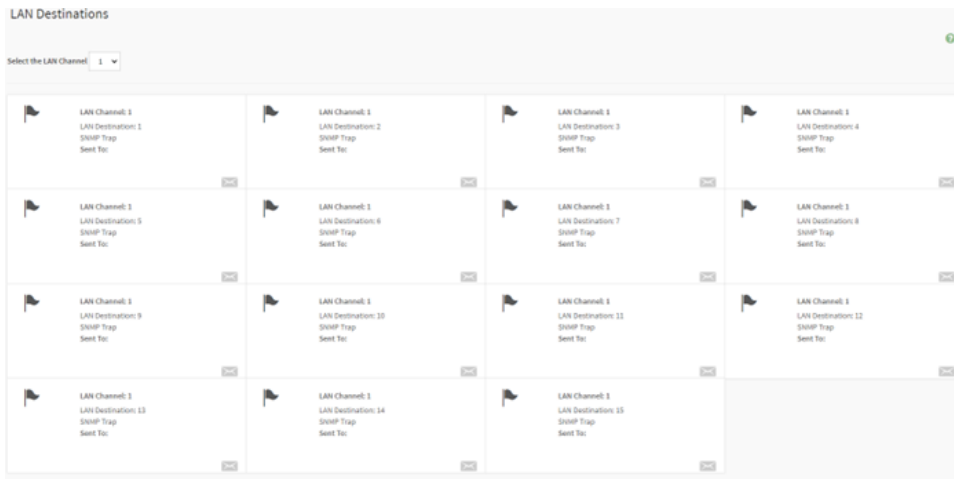 LAN Destinations
Select the LAN Channel 1
LAN Channel: 1
LAN Destination: 1
SNMP Trap
Sent To:
LAN Channel: 1
LAN Destination: 2
SNMP Trap
Sent To:
LAN Channel: 1
LAN Destination: 3
SNMP Trap
Sent To:
LAN Channel: 1
LAN Destination: 4
SNMP Trap
Sent To:
LAN Channel: 1
LAN Destination: 5
SNMP Trap
Sent To:
LAN Channel: 1
LAN Destination: 6
SNMP Trap
Sent To:
LAN Channel: 1
LAN Destination: 7
SNMP Trap
Sent To:
LAN Channel: 1
LAN Destination: 8
SNMP Trap
Sent To:
LAN Channel: 1
LAN Destination: 9
SNMP Trap
Sent To:
LAN Channel: 1
LAN Destination: 10
SNMP Trap
Sent To:
LAN Channel: 1
LAN Destination: 11
SNMP Trap
Sent To:
LAN Channel: 1
LAN Destination: 12
SNMP Trap
Sent To:
LAN Channel: 1
LAN Destination: 13
SNMP Trap
Sent To:
LAN Channel: 1
LAN Destination: 14
SNMP Trap
Sent To:
LAN Channel: 1
LAN Destination: 15
SNMP Trap
Sent To: